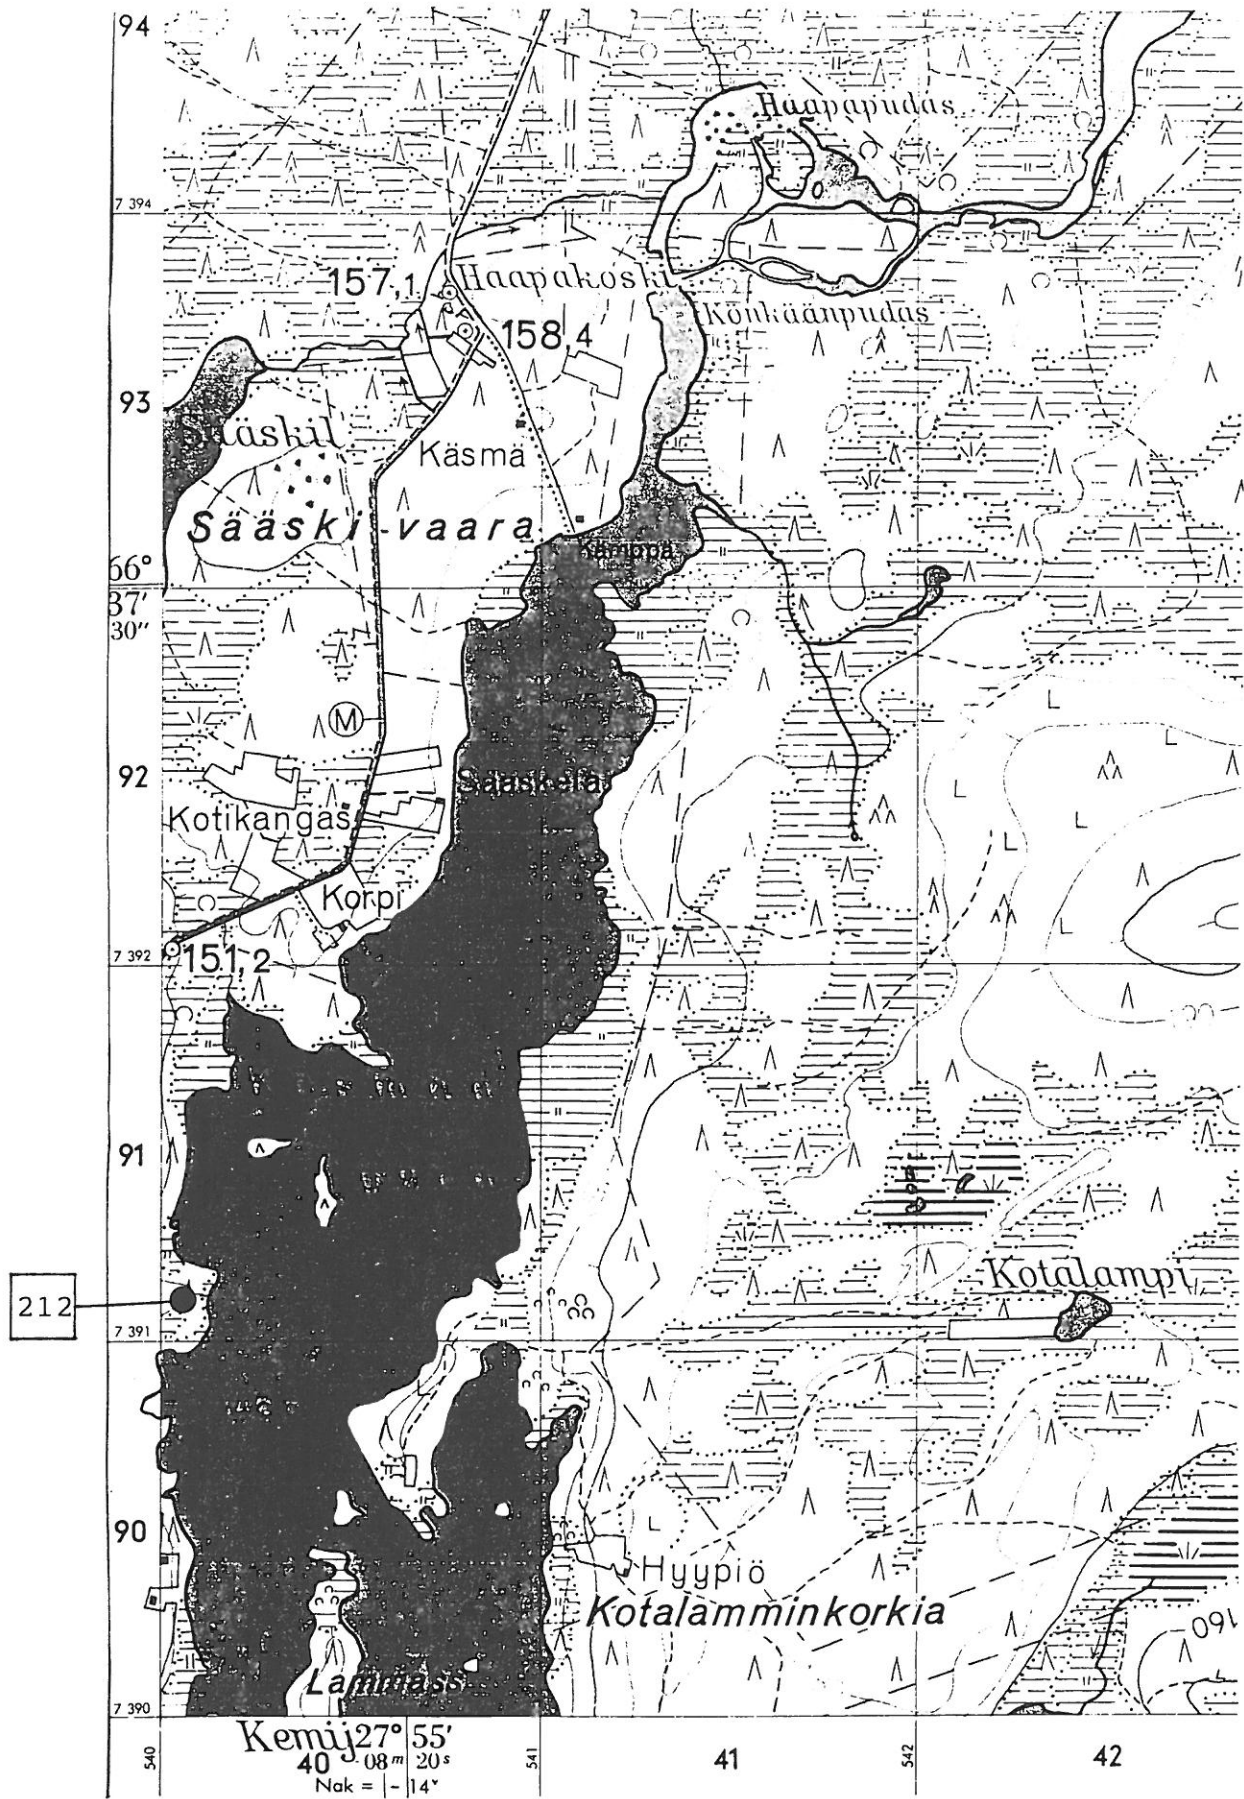 94
Haapapudas
7 394
157,1
Haapakoski
Könkäänpudas
158,4
93
Sääskil
Käsmä
Sääski-vaara
Kämppä
66°
37'
30"
M
L
L
92
Sääskelä
L
L
Kotikangas
L
Korpi
L
7 392
151,2
91
212
Kotalampi
7 391
L
90
L
Hyypiö
Kotalamminkorkia
160
L
Lammass
7 390
Kemij 27° 55'
540
40
08 m 20 s
541
41
542
42
Nak = - 14v